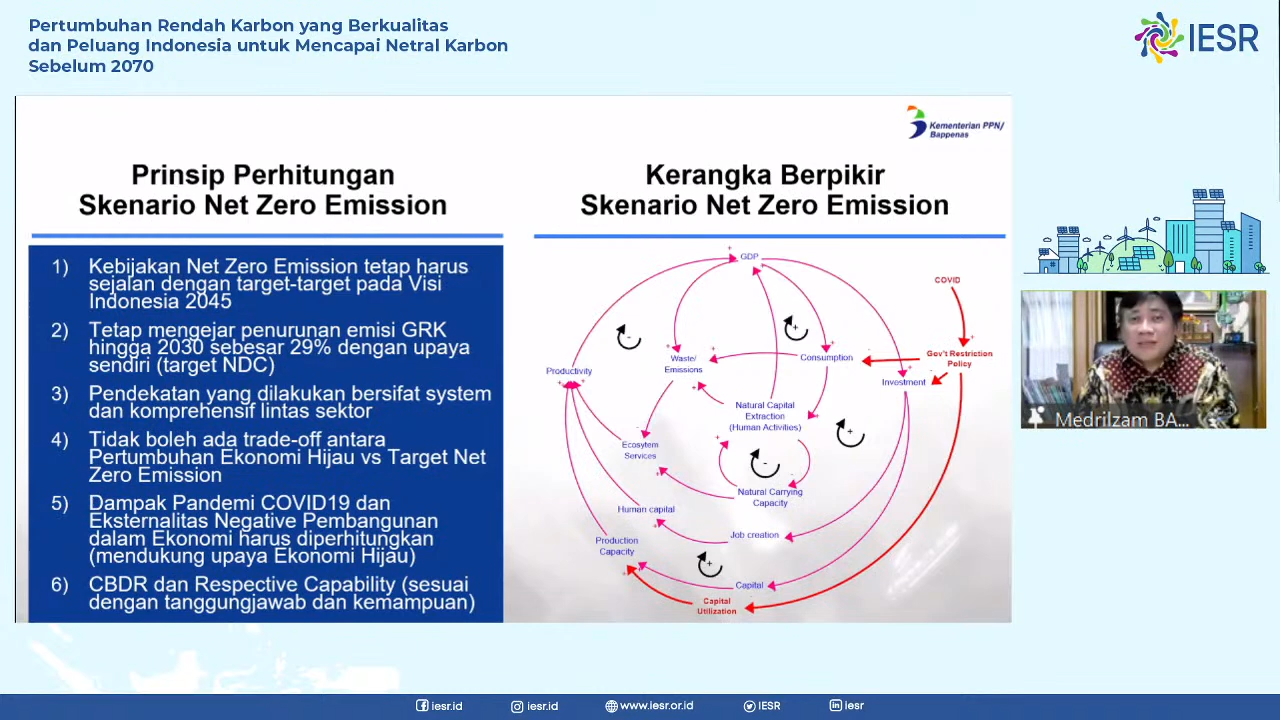 Pertumbuhan Rendah Karbon yang Berkualitas
dan Peluang Indonesia untuk Mencapai Netral Karbon
Sebelum 2070
IESR
Kementerian PPN/
Bappenas
Prinsip Perhitungan
Skenario Net Zero Emission
1) Kebijakan Net Zero Emission tetap harus
sejalan dengan target-target pada Visi
Indonesia 2045
2) Tetap mengejar penurunan emisi GRK
hingga 2030 sebesar 29% dengan upaya
sendiri (target NDC)
3) Pendekatan yang dilakukan bersifat system
dan komprehensif lintas sektor
4) Tidak boleh ada trade-off antara
Pertumbuhan Ekonomi Hijau vs Target Net
Zero Emission
5) Dampak Pandemi COVID19 dan
Eksternalitas Negative Pembangunan
dalam Ekonomi harus diperhitungkan
(mendukung upaya Ekonomi Hijau)
6) CBDR dan Respective Capability (sesuai
dengan tanggungjawab dan kemampuan)
Kerangka Berpikir
Skenario Net Zero Emission
GDP
COVID
Gov't Restriction
Policy
Consumption
Waste/
Emissions
Productivity
Investment
Natural Capital
Extraction
(Human Activities)
Ecosytem
Services
Natural Carrying
Capacity
Human capital
Job creation
Production
Capacity
Capital
Capital
Utilization
Medrilzam BA...
iesr.id
iesr.id
www.iesr.or.id
IESR
iesr